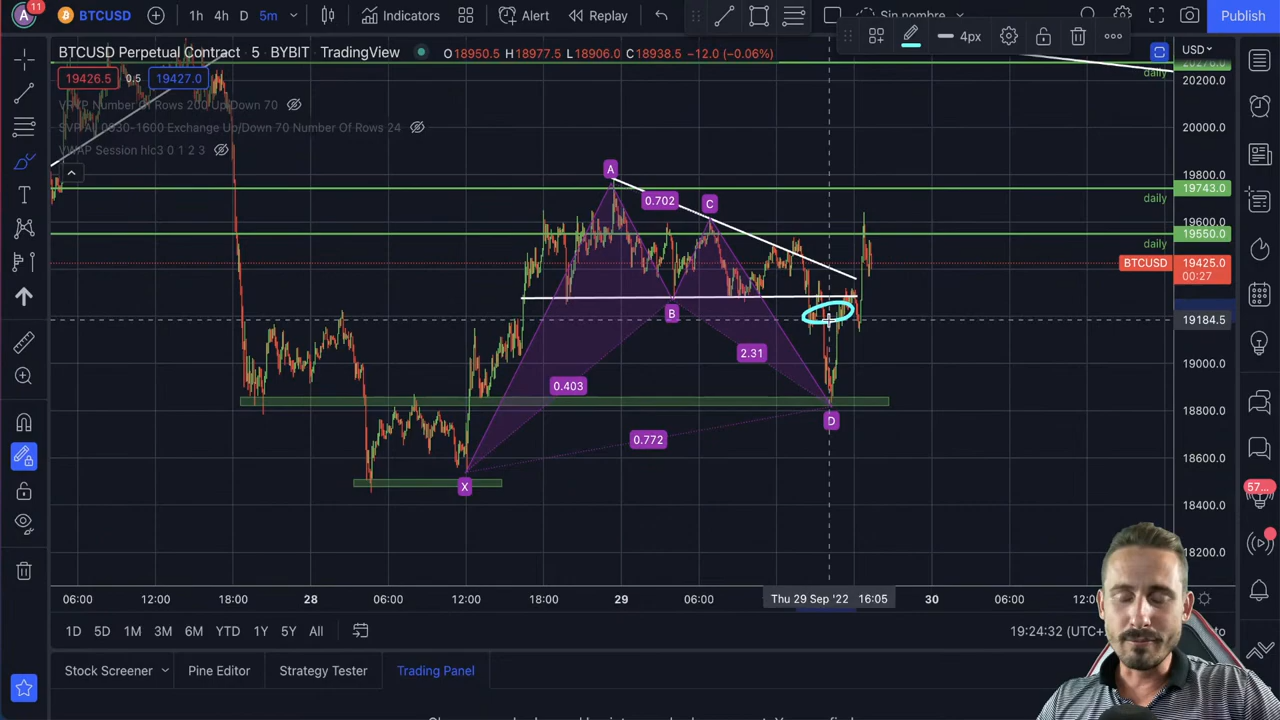 11
BTCUSD 1h 4h D 5m Indicators Alert Replay Sin nombre Publish
BTCUSD Perpetual Contract · 5 · BYBIT · TradingView O18950.5 H18977.5 L18906.0 C18938.5 −12.0 (−0.06%)
4px
USD
19426.5 0.5 19427.0
VRVP Number Of Rows 200 Up/Down 70
SVP All 0930-1600 Exchange Up/Down 70 Number Of Rows 24
VWAP Session hlc3 0 1 2 3
20276.0
daily
20200.0
20000.0
19800.0
19743.0
daily
19600.0
19550.0
daily
BTCUSD 19425.0
00:27
19184.5
19000.0
18800.0
18600.0
18400.0
18200.0
A
0.702
C
B
2.31
0.403
D
0.772
X
57...
06:00 12:00 18:00 28 06:00 12:00 18:00 29 06:00 Thu 29 Sep '22 16:05 30 06:00
1D 5D 1M 3M 6M YTD 1Y 5Y All 19:24:32
Stock Screener Pine Editor Strategy Tester Trading Panel